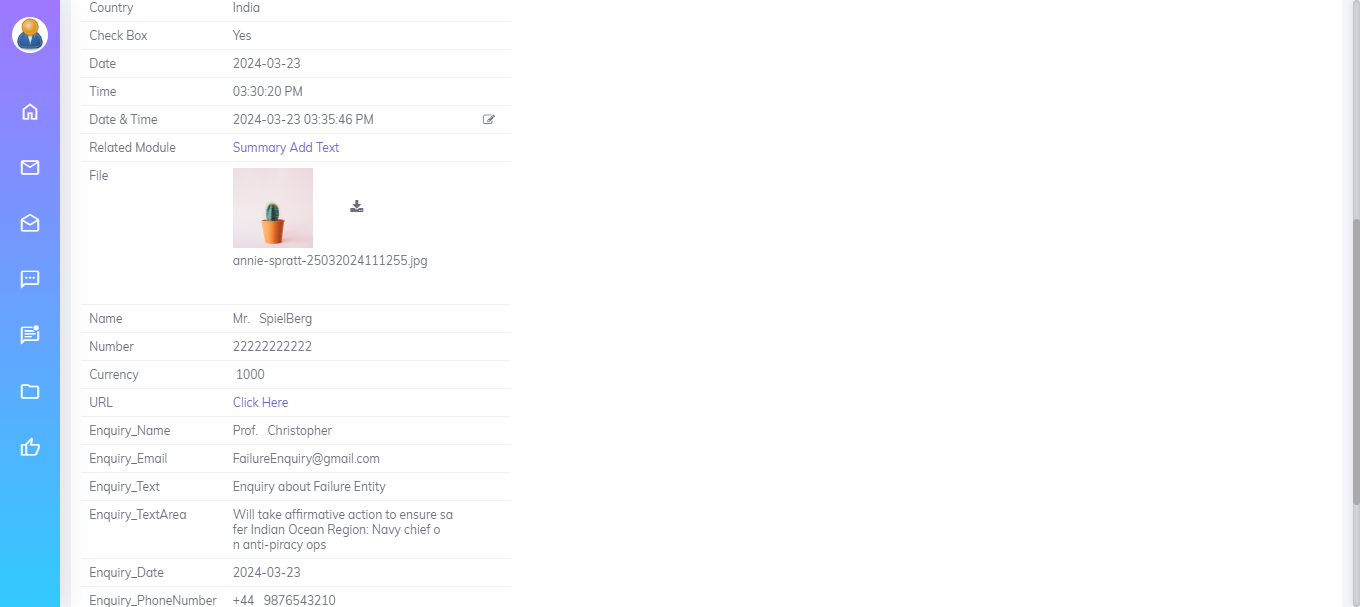 Country India
Check Box Yes
Date 2024-03-23
Time 03:30:20 PM
Date & Time 2024-03-23 03:35:46 PM
Related Module Summary Add Text
File
annie-spratt-25032024111255.jpg
Name Mr. SpielBerg
Number 22222222222
Currency 1000
URL Click Here
Enquiry_Name Prof. Christopher
Enquiry_Email FailureEnquiry@gmail.com
Enquiry_Text Enquiry about Failure Entity
Enquiry_TextArea Will take affirmative action to ensure sa
fer Indian Ocean Region: Navy chief o
n anti-piracy ops
Enquiry_Date 2024-03-23
Enquiry_PhoneNumber +44 9876543210